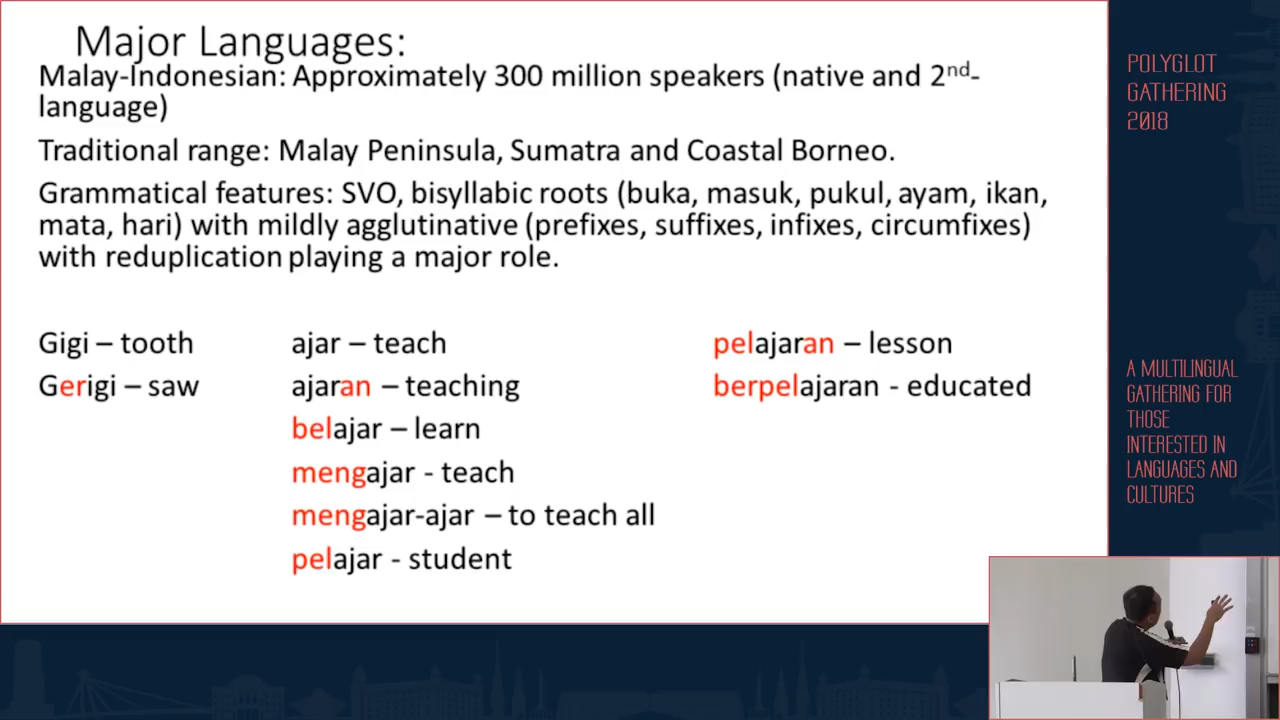 Major Languages:
Malay-Indonesian: Approximately 300 million speakers (native and 2nd-
language)
Traditional range: Malay Peninsula, Sumatra and Coastal Borneo.
Grammatical features: SVO, bisyllabic roots (buka, masuk, pukul, ayam, ikan,
mata, hari) with mildly agglutinative (prefixes, suffixes, infixes, circumfixes)
with reduplication playing a major role.
Gigi – tooth
Gerigi – saw
ajar – teach
ajaran – teaching
belajar – learn
mengajar - teach
mengajar-ajar – to teach all
pelajar - student
pelajaran – lesson
berpelajaran - educated
POLYGLOT
GATHERING
2018
A MULTILINGUAL
GATHERING FOR
THOSE
INTERESTED IN
LANGUAGES AND
CULTURES